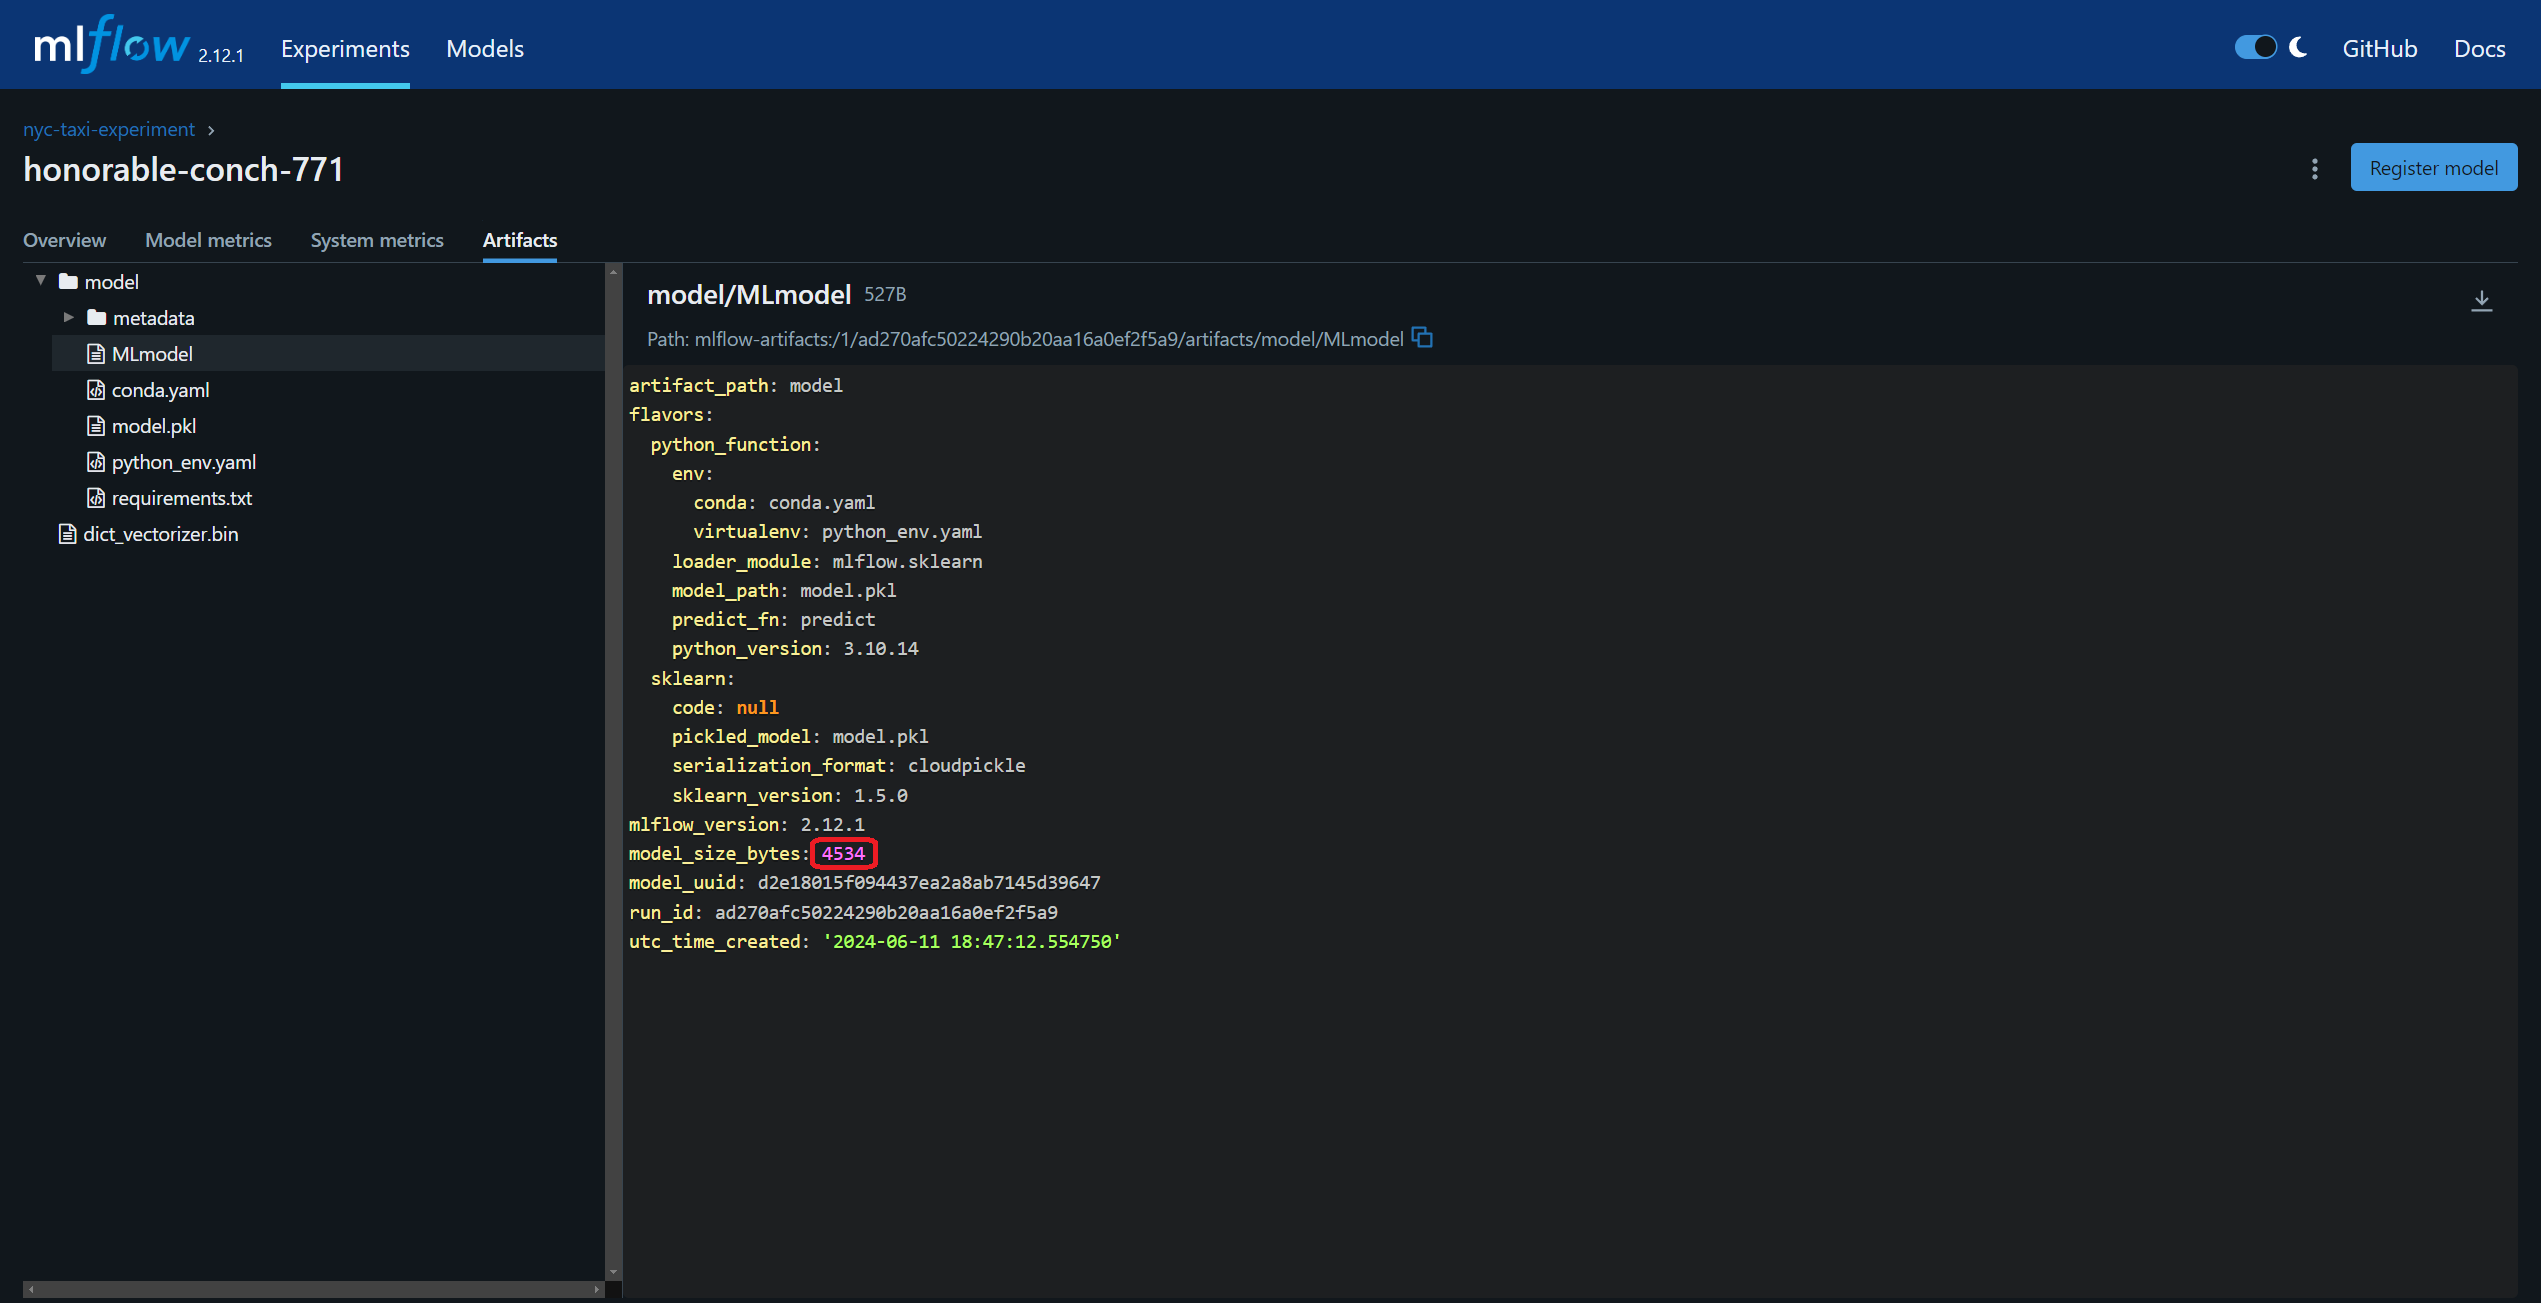 mlflow 2.12.1 Experiments Models GitHub Docs
nyc-taxi-experiment
honorable-conch-771
Register model
Overview Model metrics System metrics Artifacts
model
metadata
MLmodel
conda.yaml
model.pkl
python_env.yaml
requirements.txt
dict_vectorizer.bin
model/MLmodel 527B
Path: mlflow-artifacts:/1/ad270afc50224290b20aa16a0ef2f5a9/artifacts/model/MLmodel
artifact_path: model
flavors:
python_function:
env:
conda: conda.yaml
virtualenv: python_env.yaml
loader_module: mlflow.sklearn
model_path: model.pkl
predict_fn: predict
python_version: 3.10.14
sklearn:
code: null
pickled_model: model.pkl
serialization_format: cloudpickle
sklearn_version: 1.5.0
mlflow_version: 2.12.1
model_size_bytes: 4534
model_uuid: d2e18015f094437ea2a8ab7145d39647
run_id: ad270afc50224290b20aa16a0ef2f5a9
utc_time_created: '2024-06-11 18:47:12.554750'